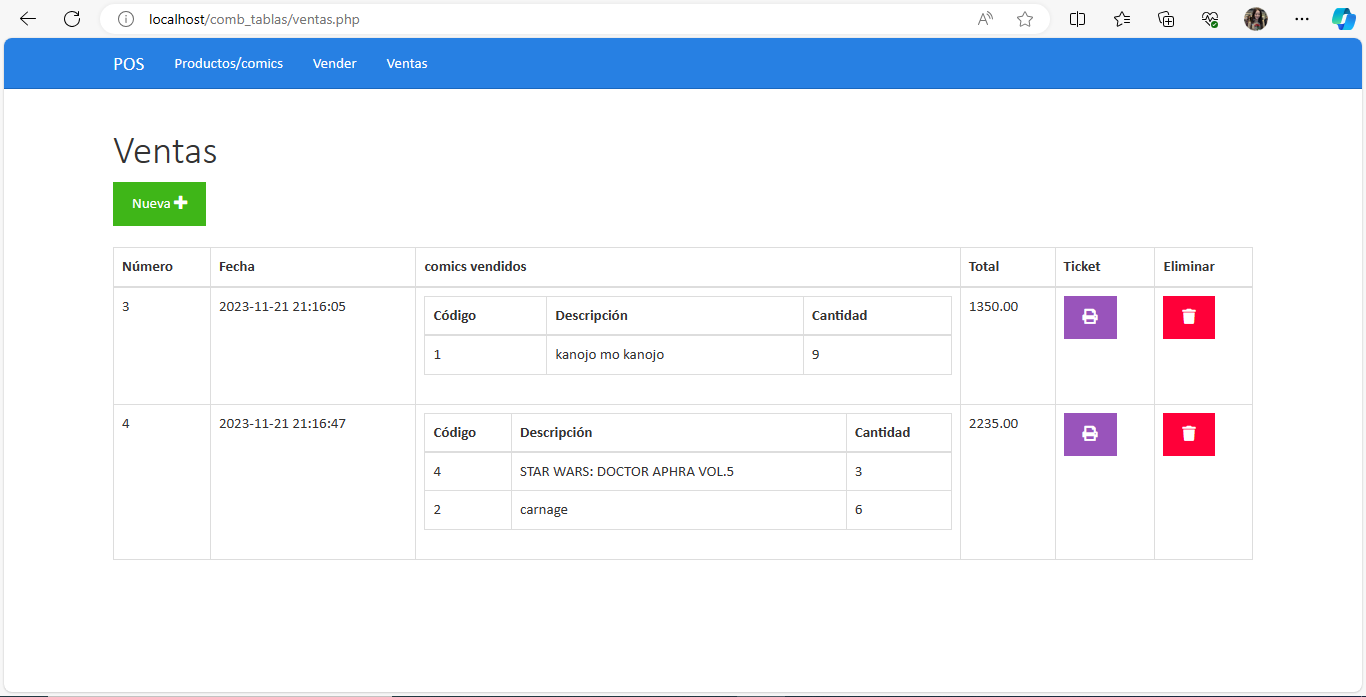 localhost/comb_tablas/ventas.php
POS Productos/comics Vender Ventas
Ventas
Nueva
Número Fecha comics vendidos Total Ticket Eliminar
3 2023-11-21 21:16:05 1350.00
Código Descripción Cantidad
1 kanojo mo kanojo 9
4 2023-11-21 21:16:47 2235.00
Código Descripción Cantidad
4 STAR WARS: DOCTOR APHRA VOL.5 3
2 carnage 6